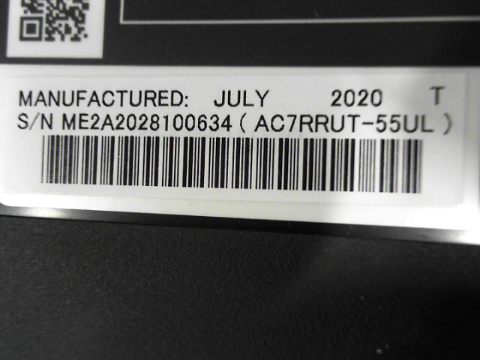 MANUFACTURED: JULY 2020 T
S/N ME2A2028100634 ( AC7RRUT-55UL )